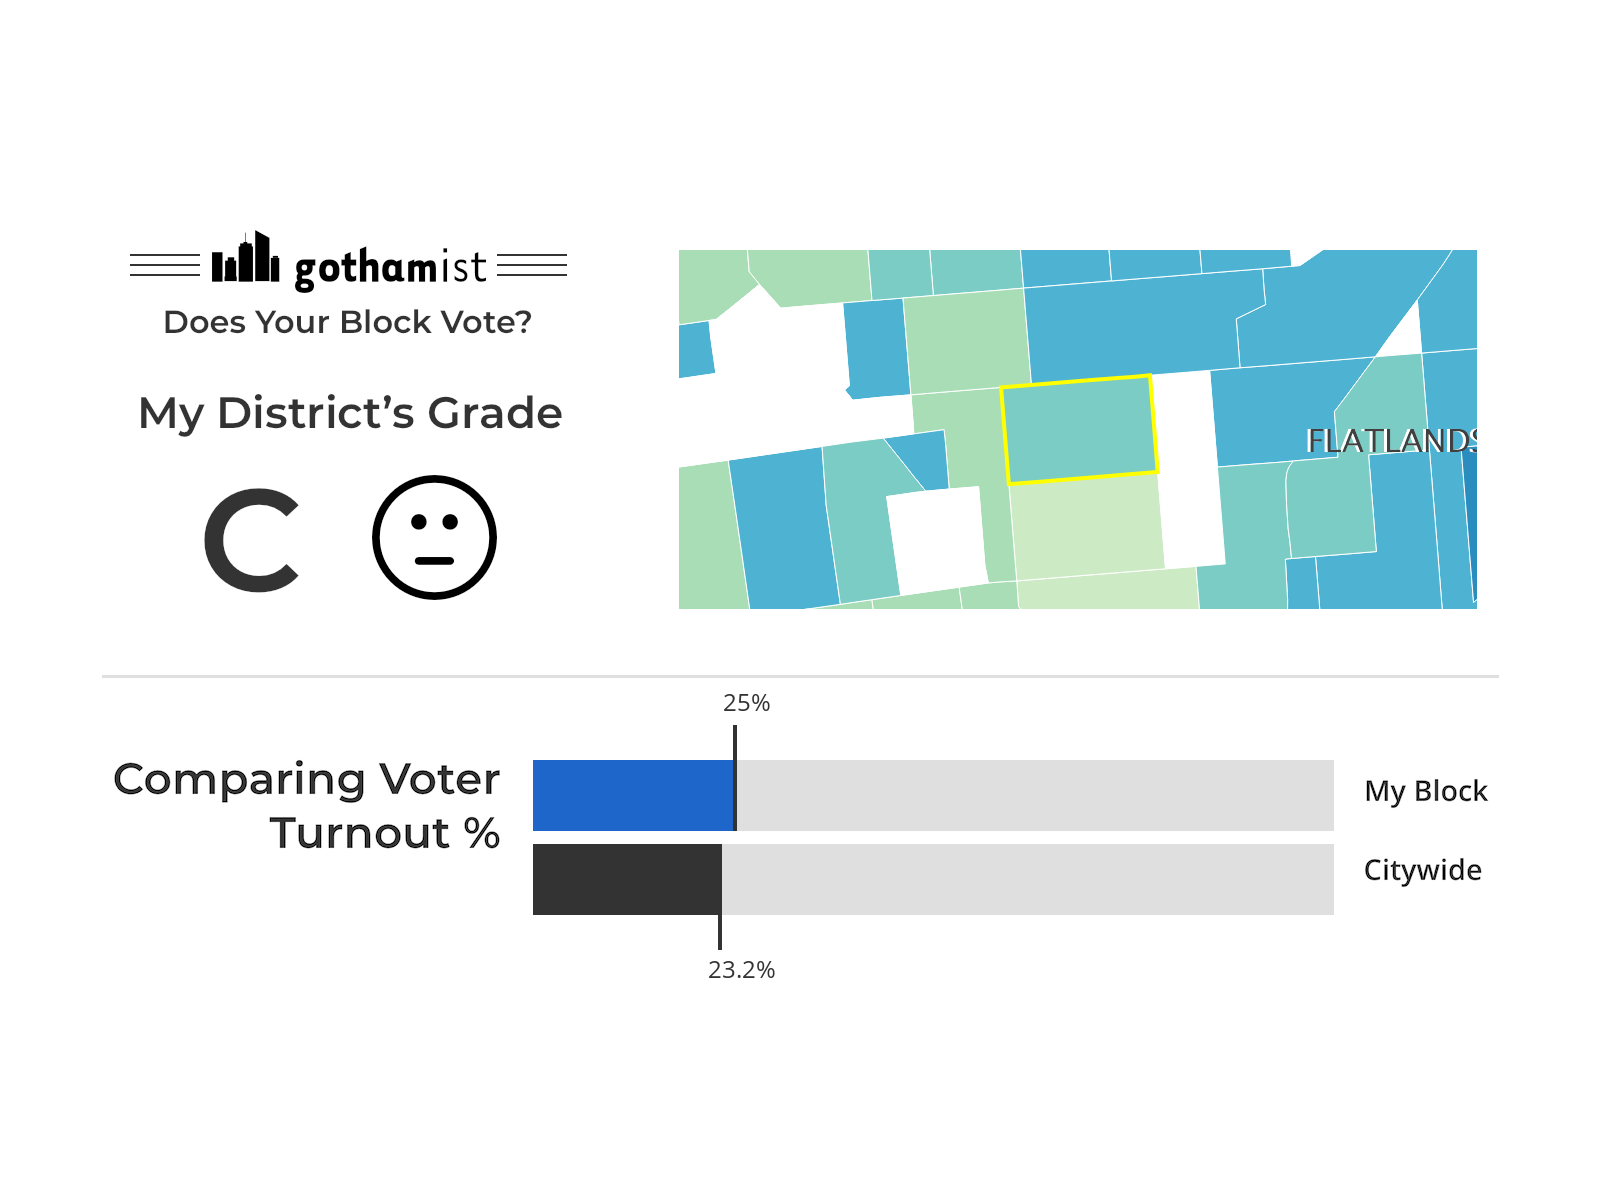 gothamist
Does Your Block Vote?
My District’s Grade
C
FLATLANDS
25%
Comparing Voter
Turnout %
My Block
Citywide
23.2%